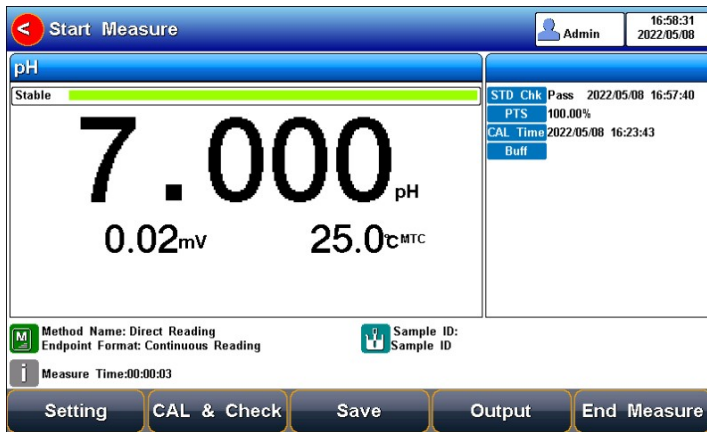 < Start Measure
Admin
16:58:31
2022/05/08
pH
Stable
7.000 pH
0.02mV 25.0℃ MTC
STD Chk Pass 2022/05/08 16:57:40
PTS 100.00%
CAL Time 2022/05/08 16:23:43
Buff
M
Method Name: Direct Reading
Endpoint Format: Continuous Reading
Sample ID:
Sample ID
i Measure Time:00:00:03
Setting CAL & Check Save Output End Measure